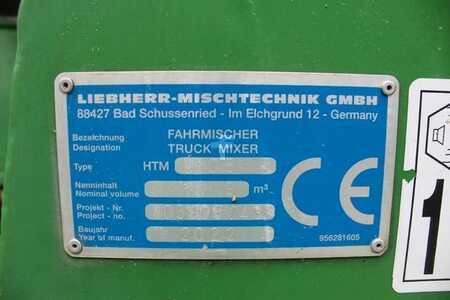 LIEBHERR-MISCHTECHNIK GMBH
88427 Bad Schussenried - Im Elchgrund 12 - Germany
Bezeichnung FAHRMISCHER
Designation TRUCK MIXER
Type HTM
Nenninhalt
Nominal volume m³
Projekt - Nr.
Project - no.
Baujahr
Year of manuf.
CE
956281605
1